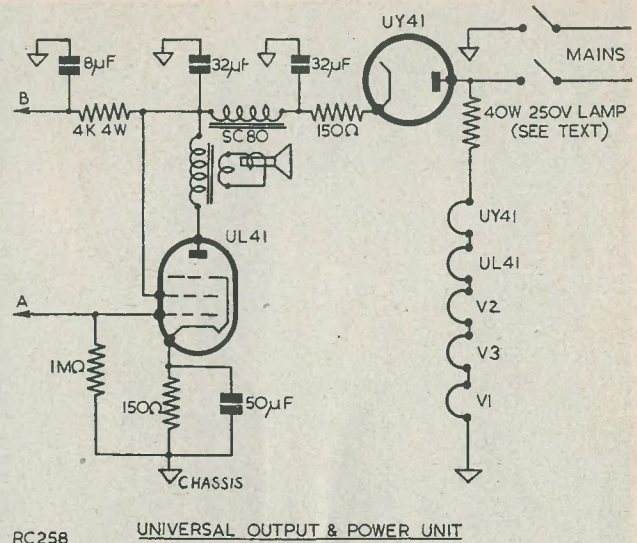 UY41
8µF
32µF
32µF
MAINS
B
4K 4W
SC80
150Ω
40W 250V LAMP
(SEE TEXT)
UL41
UY41
UL41
V2
A
V3
1MΩ
150Ω
50µF
V1
CHASSIS
RC258
UNIVERSAL OUTPUT & POWER UNIT